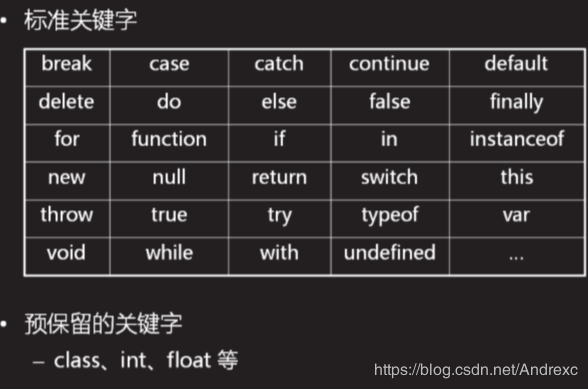 • 标准关键字
break case catch continue default
delete do else false finally
for function if in instanceof
new null return switch this
throw true try typeof var
void while with undefined ...
• 预保留的关键字
– class、int、float 等
https://blog.csdn.net/Andrexc